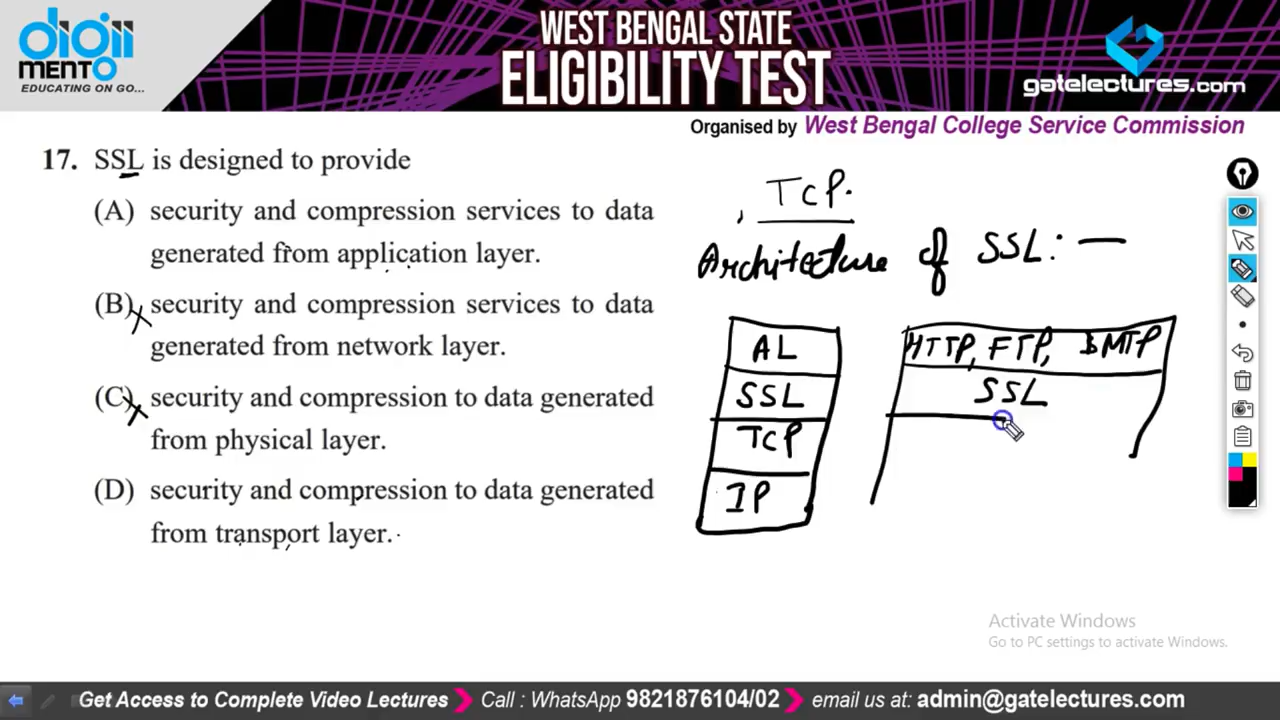 digii
MENTO
EDUCATING ON GO...
WEST BENGAL STATE
ELIGIBILITY TEST
gatelectures.com
Organised by West Bengal College Service Commission
17. SSL is designed to provide
(A) security and compression services to data
generated from application layer.
(B) security and compression services to data
generated from network layer.
(C) security and compression to data generated
from physical layer.
(D) security and compression to data generated
from transport layer.
TCP.
Architecture of SSL: —
AL
SSL
TCP
IP
HTTP, FTP, SMTP
SSL
Activate Windows
Go to PC settings to activate Windows.
Get Access to Complete Video Lectures Call : WhatsApp 9821876104/02 email us at: admin@gatelectures.com